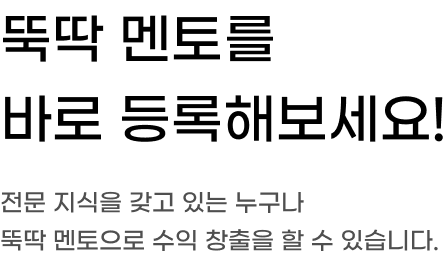 뚝딱 멘토를
바로 등록해보세요!
전문 지식을 갖고 있는 누구나
뚝딱 멘토으로 수익 창출을 할 수 있습니다.